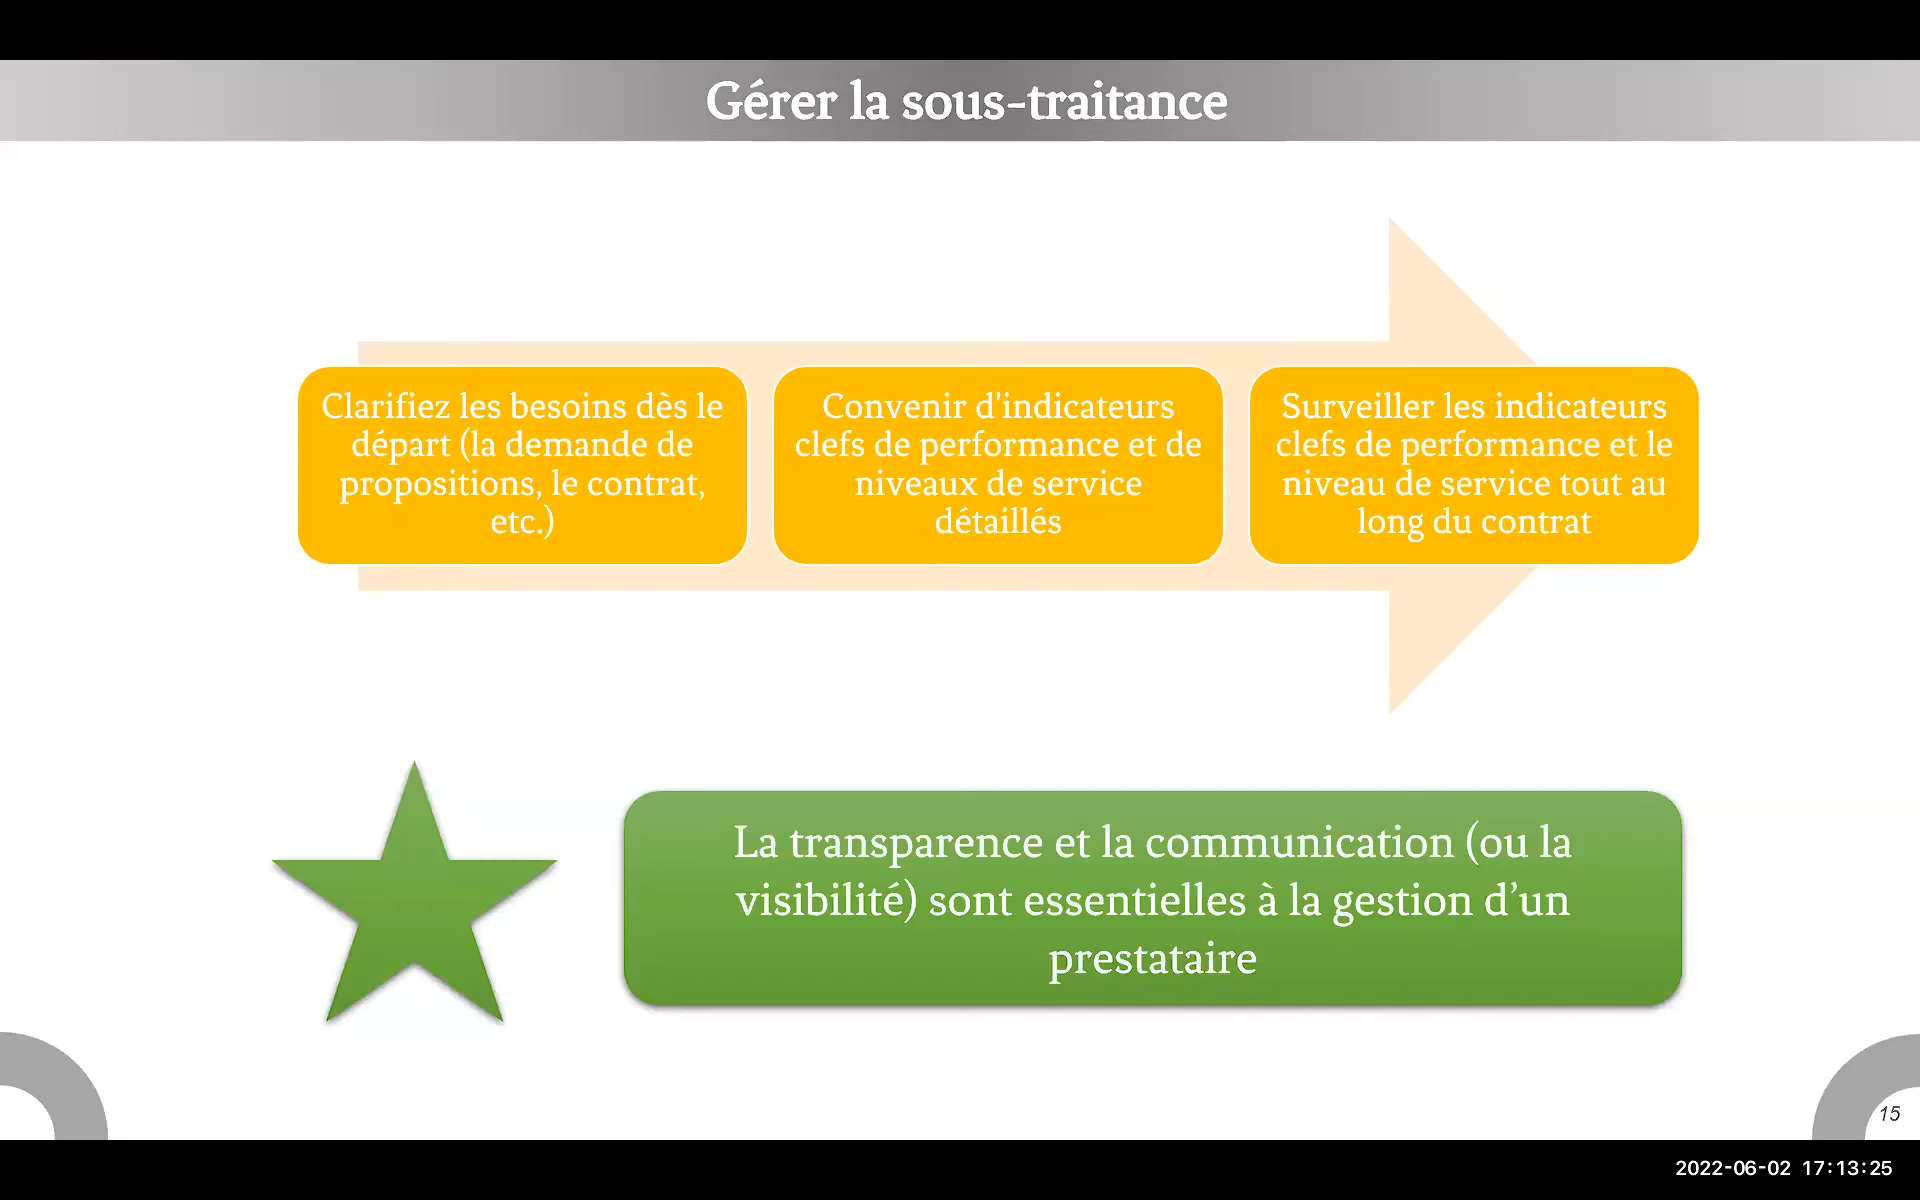 Gérer la sous-traitance
Clarifiez les besoins dès le
départ (la demande de
propositions, le contrat,
etc.)
Convenir d'indicateurs
clefs de performance et de
niveaux de service
détaillés
Surveiller les indicateurs
clefs de performance et le
niveau de service tout au
long du contrat
La transparence et la communication (ou la
visibilité) sont essentielles à la gestion d’un
prestataire
15
2022-06-02 17:13:25